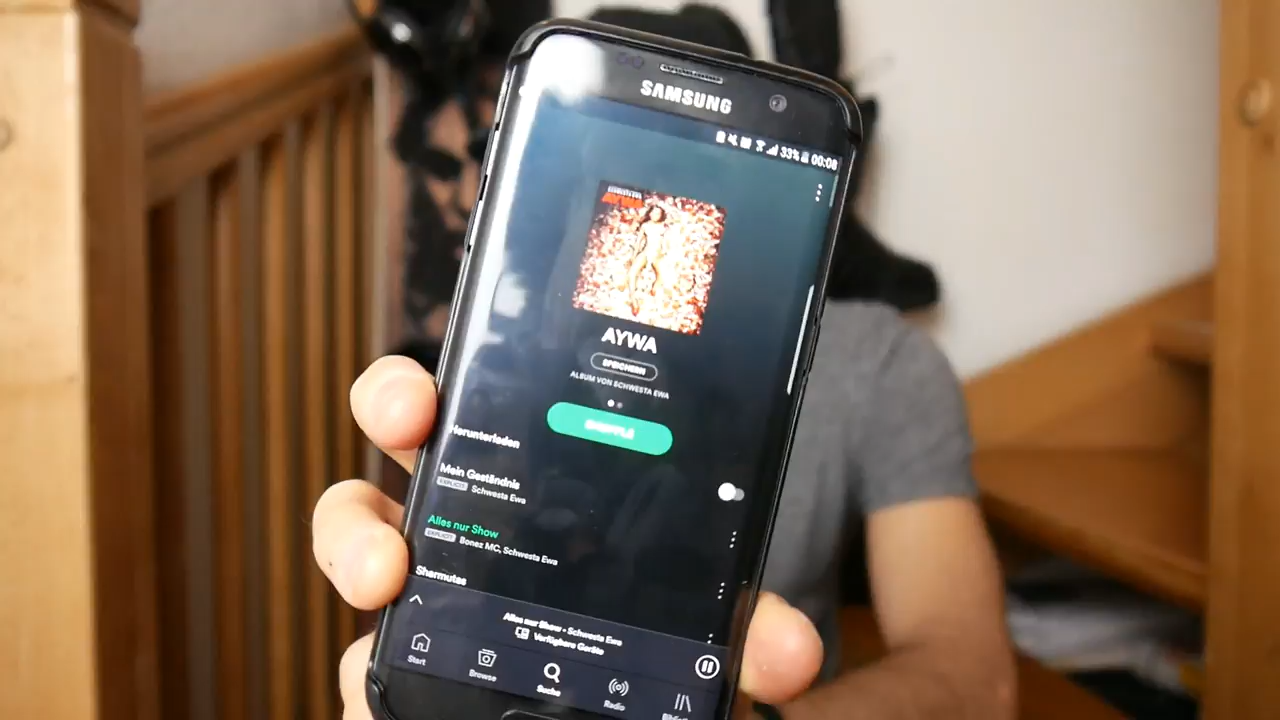 SAMSUNG
33% 00:08
AYWA
AYWA
SPEICHERN
ALBUM VON SCHWESTA EWA
SHUFFLE
Herunterladen
Mein Geständnis
EXPLICIT Schwesta Ewa
Alles nur Show
EXPLICIT Bonez MC, Schwesta Ewa
Sharmutas
Alles nur Show • Schwesta Ewa
Verfügbare Geräte
Start
Browse
Suche
Radio